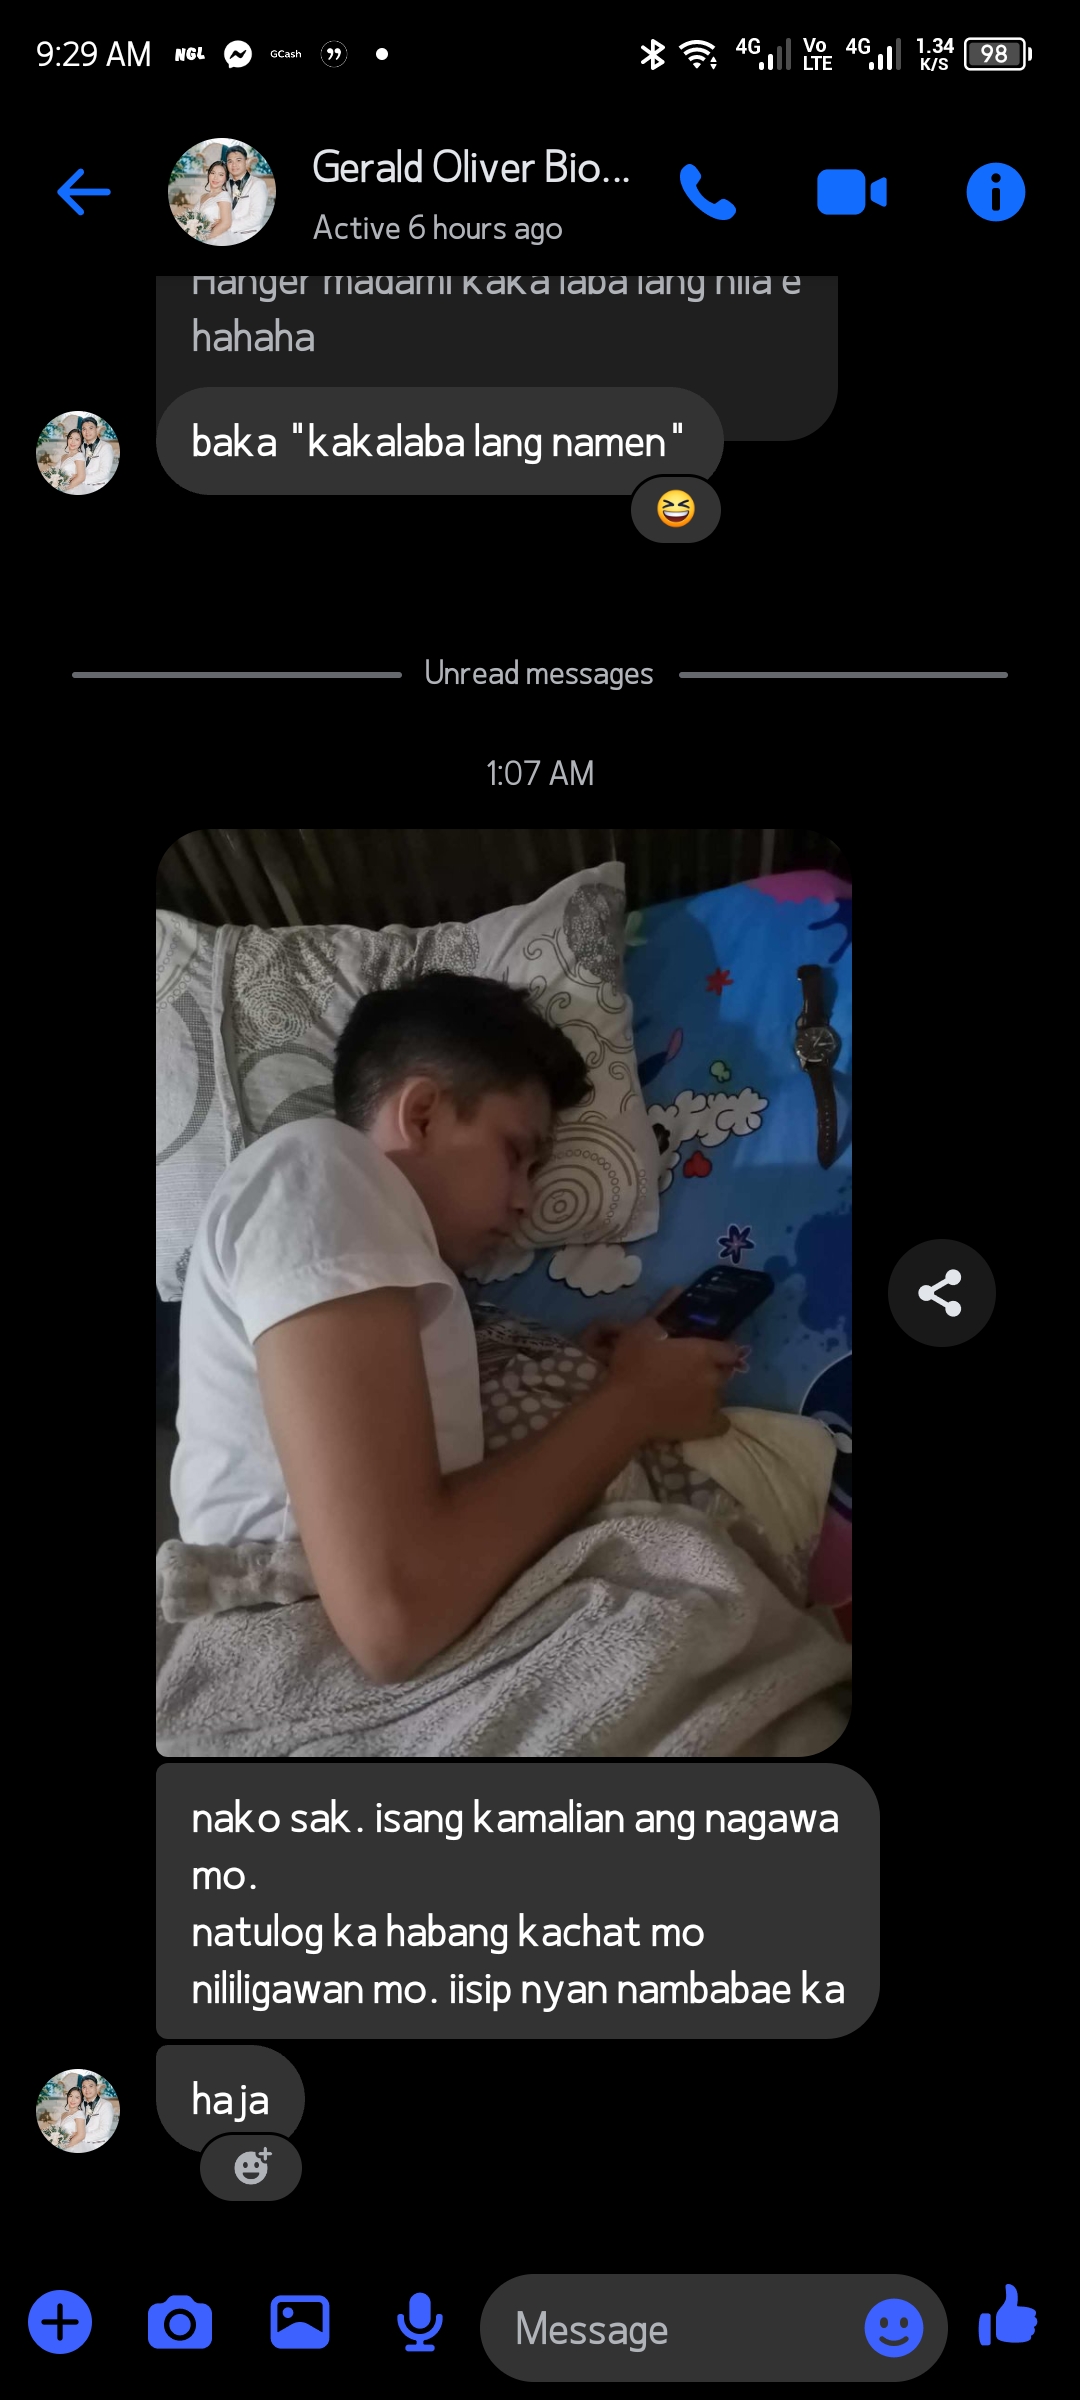 9:29 AM NGL GCash 4G Vo LTE 4G 1.34 K/S 98
Gerald Oliver Bio...
Active 6 hours ago
Hanger madami kaka laba lang nila e
hahaha
baka "kakalaba lang namen"
Unread messages
1:07 AM
nako sak. isang kamalian ang nagawa
mo.
natulog ka habang kachat mo
nililigawan mo. iisip nyan nambabae ka
haja
Message